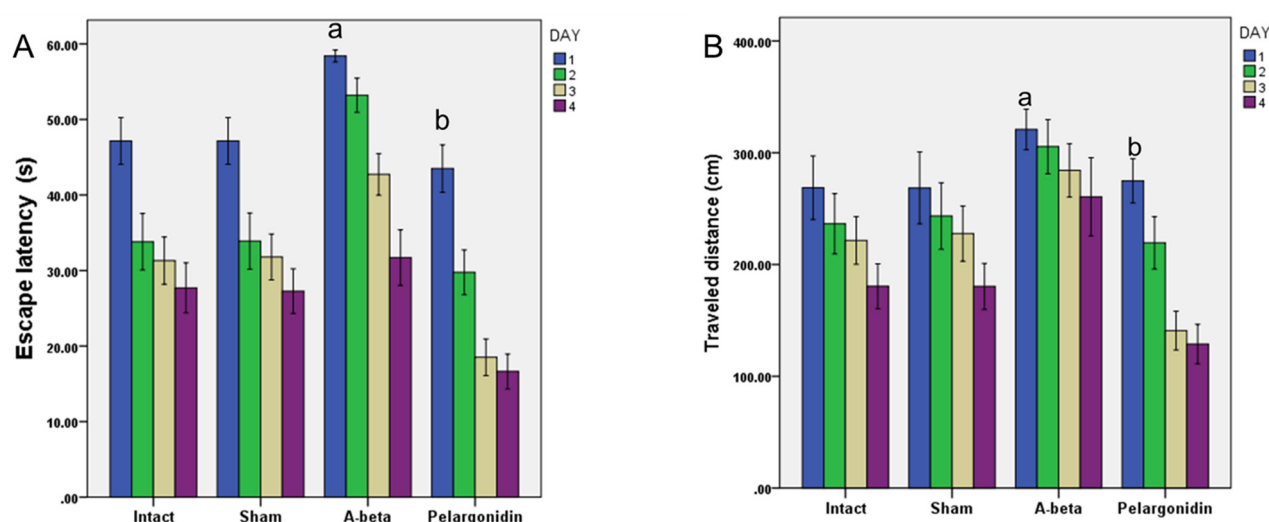 A
Escape latency (s)
60.00
50.00
40.00
30.00
20.00
10.00
.00
a
b
Intact Sham A-beta Pelargonidin
DAY
1
2
3
4
B
Traveled distance (cm)
400.00
300.00
200.00
100.00
.00
a
b
Intact Sham A-beta Pelargonidin
DAY
1
2
3
4